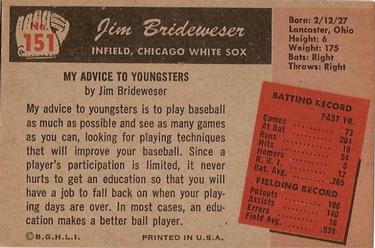 No.
151
Jim Brideweser
INFIELD, CHICAGO WHITE SOX
Born: 2/12/27
Lancaster, Ohio
Height: 6
Weight: 175
Bats: Right
Throws: Right
MY ADVICE TO YOUNGSTERS
by Jim Brideweser
My advice to youngsters is to play baseball
as much as possible and see as many games
as you can, looking for playing techniques
that will improve your baseball. Since a
player's participation is limited, it never
hurts to get an education so that you will
have a job to fall back on when your play-
ing days are over. In most cases, an edu-
cation makes a better ball player.
©B.G.H.L.I. PRINTED IN U.S.A.
BATTING RECORD
PAST YR.
Games 73
At Bat 204
Runs 18
Hits 54
Homers 0
R. B. I. 12
Bat. Avg. .265
FIELDING RECORD
Putouts 106
Assists 140
Errors 16
Field Avg. .939